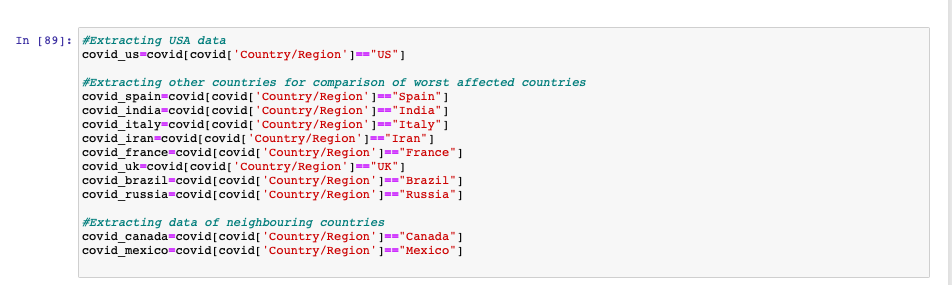 In [89]: #Extracting USA data
covid_us=covid[covid['Country/Region']=="US"]
#Extracting other countries for comparison of worst affected countries
covid_spain=covid[covid['Country/Region']=="Spain"]
covid_india=covid[covid['Country/Region']=="India"]
covid_italy=covid[covid['Country/Region']=="Italy"]
covid_iran=covid[covid['Country/Region']=="Iran"]
covid_france=covid[covid['Country/Region']=="France"]
covid_uk=covid[covid['Country/Region']=="UK"]
covid_brazil=covid[covid['Country/Region']=="Brazil"]
covid_russia=covid[covid['Country/Region']=="Russia"]
#Extracting data of neighbouring countries
covid_canada=covid[covid['Country/Region']=="Canada"]
covid_mexico=covid[covid['Country/Region']=="Mexico"]